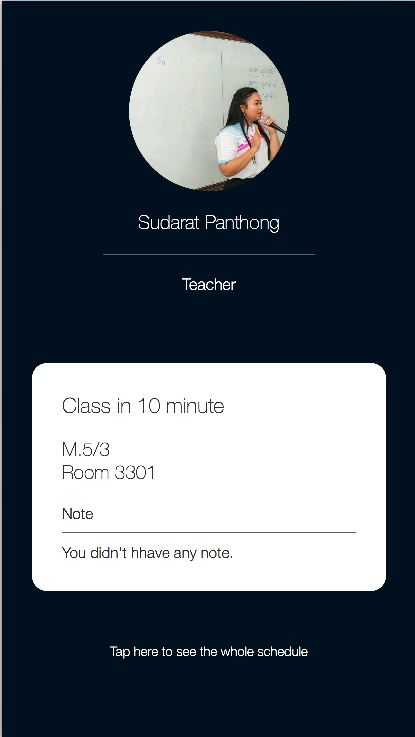 Sudarat Panthong
Teacher
Class in 10 minute
M.5/3
Room 3301
Note
You didn't hhave any note.
Tap here to see the whole schedule